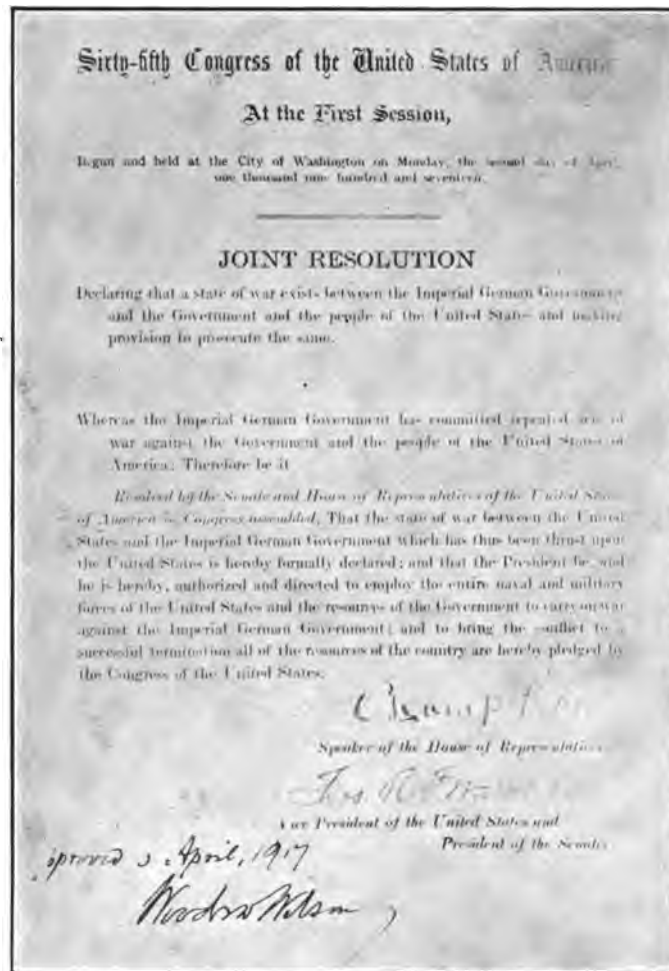 Sixty-fifth Congress of the United States of America
At the First Session,
Begun and held at the City of Washington on Monday, the second day of April,
one thousand nine hundred and seventeen.
JOINT RESOLUTION
Declaring that a state of war exists between the Imperial German Government
and the Government and the people of the United States and making
provision to prosecute the same.
Whereas the Imperial German Government has committed repeated acts of
war against the Government and the people of the United States of
America: Therefore be it
Resolved by the Senate and House of Representatives of the United States
of America in Congress assembled, That the state of war between the United
States and the Imperial German Government which has thus been thrust upon
the United States is hereby formally declared; and that the President be, and
he is hereby, authorized and directed to employ the entire naval and military
forces of the United States and the resources of the Government to carry on war
against the Imperial German Government; and to bring the conflict to a
successful termination all of the resources of the country are hereby pledged by
the Congress of the United States.
Champ
Speaker of the House of Representatives
Thos. R.
Vice President of the United States and
President of the Senate
April, 1917
Woodrow Wilson